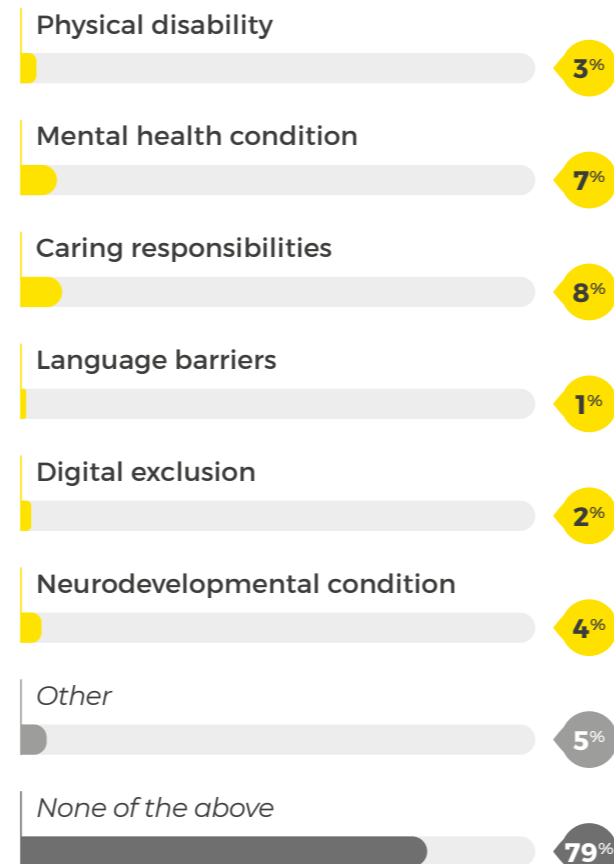 Physical disability
3%
Mental health condition
7%
Caring responsibilities
8%
Language barriers
1%
Digital exclusion
2%
Neurodevelopmental condition
4%
Other
5%
None of the above
79%